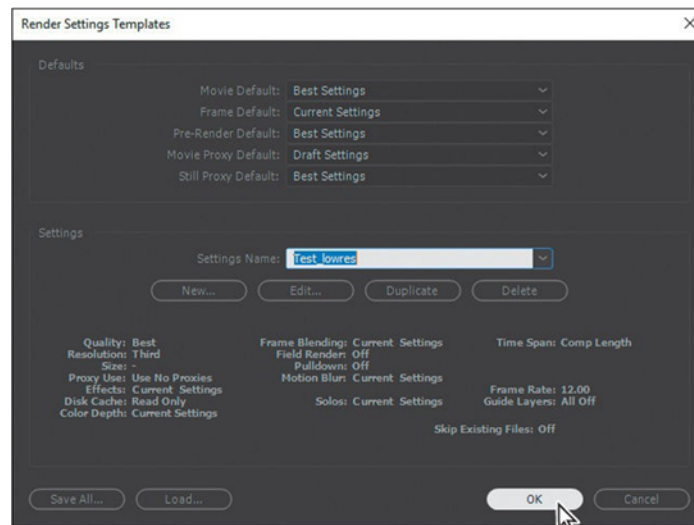 Render Settings Templates
Defaults
Movie Default: Best Settings
Frame Default: Current Settings
Pre-Render Default: Best Settings
Movie Proxy Default: Draft Settings
Still Proxy Default: Best Settings
Settings
Settings Name: Test_lowres
New... Edit... Duplicate Delete
Quality: Best Frame Blending: Current Settings Time Span: Comp Length
Resolution: Third Field Render: Off
Size: - Pulldown: Off
Proxy Use: Use No Proxies Motion Blur: Current Settings
Effects: Current Settings Frame Rate: 12.00
Disk Cache: Read Only Solos: Current Settings Guide Layers: All Off
Color Depth: Current Settings
Skip Existing Files: Off
Save All... Load... OK Cancel